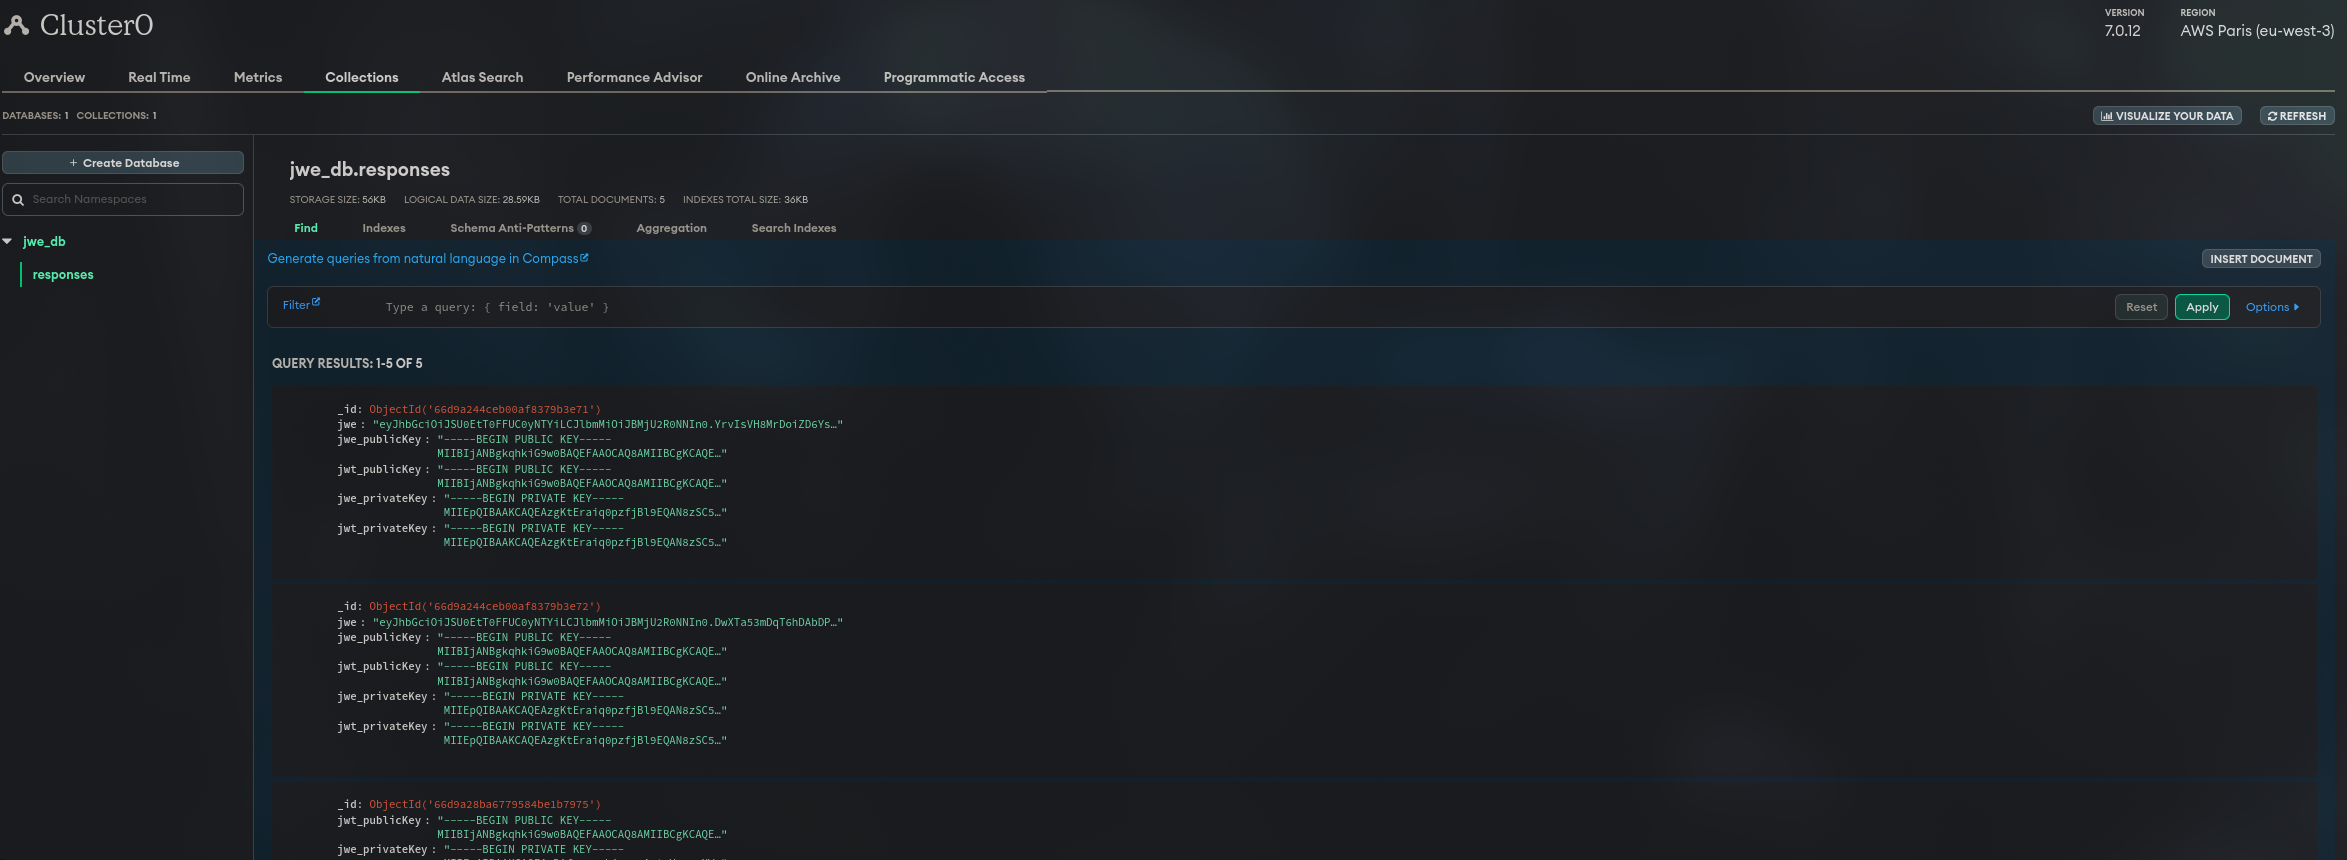 Cluster0
VERSION
7.0.12
REGION
AWS Paris (eu-west-3)
Overview Real Time Metrics Collections Atlas Search Performance Advisor Online Archive Programmatic Access
DATABASES: 1 COLLECTIONS: 1
VISUALIZE YOUR DATA REFRESH
+ Create Database
Search Namespaces
jwe_db
responses
jwe_db.responses
STORAGE SIZE: 56KB LOGICAL DATA SIZE: 28.59KB TOTAL DOCUMENTS: 5 INDEXES TOTAL SIZE: 36KB
Find Indexes Schema Anti-Patterns 0 Aggregation Search Indexes
Generate queries from natural language in Compass
INSERT DOCUMENT
Filter Type a query: { field: 'value' } Reset Apply Options
QUERY RESULTS: 1-5 OF 5
_id: ObjectId('66d9a244ceb00af8379b3e71')
jwe : "eyJhbGciOiJSU0EtT0FFUC0yNTYiLCJlbmMiOiJBMjU2R0NNIn0.YrvIsVH8MrDoiZD6Ys…"
jwe_publicKey : "-----BEGIN PUBLIC KEY-----
MIIBIjANBgkqhkiG9w0BAQEFAAOCAQ8AMIIBCgKCAQE…"
jwt_publicKey : "-----BEGIN PUBLIC KEY-----
MIIBIjANBgkqhkiG9w0BAQEFAAOCAQ8AMIIBCgKCAQE…"
jwe_privateKey : "-----BEGIN PRIVATE KEY-----
MIIEpQIBAAKCAQEAzgKtEraiq0pzfjBl9EQAN8zSC5…"
jwt_privateKey : "-----BEGIN PRIVATE KEY-----
MIIEpQIBAAKCAQEAzgKtEraiq0pzfjBl9EQAN8zSC5…"
_id: ObjectId('66d9a244ceb00af8379b3e72')
jwe : "eyJhbGciOiJSU0EtT0FFUC0yNTYiLCJlbmMiOiJBMjU2R0NNIn0.DwXTa53mDqT6hDAbDP…"
jwe_publicKey : "-----BEGIN PUBLIC KEY-----
MIIBIjANBgkqhkiG9w0BAQEFAAOCAQ8AMIIBCgKCAQE…"
jwt_publicKey : "-----BEGIN PUBLIC KEY-----
MIIBIjANBgkqhkiG9w0BAQEFAAOCAQ8AMIIBCgKCAQE…"
jwe_privateKey : "-----BEGIN PRIVATE KEY-----
MIIEpQIBAAKCAQEAzgKtEraiq0pzfjBl9EQAN8zSC5…"
jwt_privateKey : "-----BEGIN PRIVATE KEY-----
MIIEpQIBAAKCAQEAzgKtEraiq0pzfjBl9EQAN8zSC5…"
_id: ObjectId('66d9a28ba6779584be1b7975')
jwt_publicKey : "-----BEGIN PUBLIC KEY-----
MIIBIjANBgkqhkiG9w0BAQEFAAOCAQ8AMIIBCgKCAQE…"
jwe_privateKey : "-----BEGIN PRIVATE KEY-----